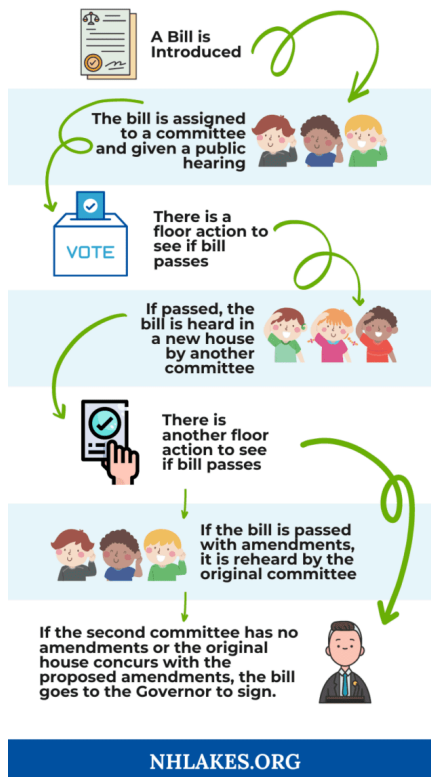 A Bill is
Introduced
The bill is assigned
to a committee
and given a public
hearing
There is a
floor action to
see if bill
passes
VOTE
If passed, the
bill is heard in
a new house
by another
committee
There is
another floor
action to see
if bill passes
If the bill is passed
with amendments,
it is reheard by the
original committee
If the second committee has no
amendments or the original
house concurs with the
proposed amendments, the bill
goes to the Governor to sign.
NHLAKES.ORG